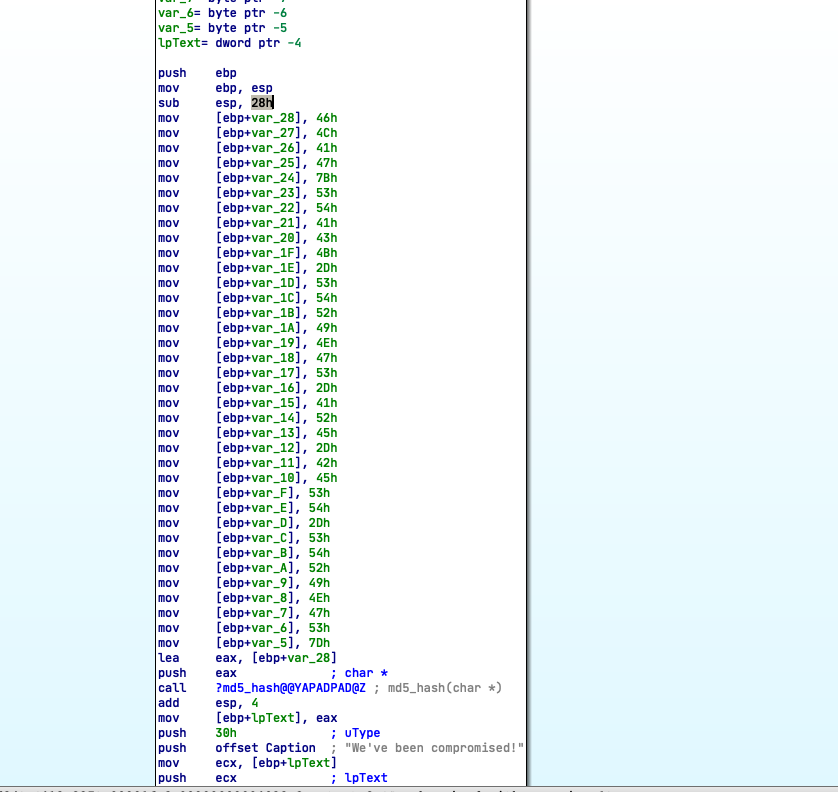 var_6= byte ptr -6
var_5= byte ptr -5
lpText= dword ptr -4
push ebp
mov ebp, esp
sub esp, 28h
mov [ebp+var_28], 46h
mov [ebp+var_27], 4Ch
mov [ebp+var_26], 41h
mov [ebp+var_25], 47h
mov [ebp+var_24], 7Bh
mov [ebp+var_23], 53h
mov [ebp+var_22], 54h
mov [ebp+var_21], 41h
mov [ebp+var_20], 43h
mov [ebp+var_1F], 4Bh
mov [ebp+var_1E], 2Dh
mov [ebp+var_1D], 53h
mov [ebp+var_1C], 54h
mov [ebp+var_1B], 52h
mov [ebp+var_1A], 49h
mov [ebp+var_19], 4Eh
mov [ebp+var_18], 47h
mov [ebp+var_17], 53h
mov [ebp+var_16], 2Dh
mov [ebp+var_15], 41h
mov [ebp+var_14], 52h
mov [ebp+var_13], 45h
mov [ebp+var_12], 2Dh
mov [ebp+var_11], 42h
mov [ebp+var_10], 45h
mov [ebp+var_F], 53h
mov [ebp+var_E], 54h
mov [ebp+var_D], 2Dh
mov [ebp+var_C], 53h
mov [ebp+var_B], 54h
mov [ebp+var_A], 52h
mov [ebp+var_9], 49h
mov [ebp+var_8], 4Eh
mov [ebp+var_7], 47h
mov [ebp+var_6], 53h
mov [ebp+var_5], 7Dh
lea eax, [ebp+var_28]
push eax ; char *
call ?md5_hash@@YAPADPAD@Z ; md5_hash(char *)
add esp, 4
mov [ebp+lpText], eax
push 30h ; uType
push offset Caption ; "We've been compromised!"
mov ecx, [ebp+lpText]
push ecx ; lpText